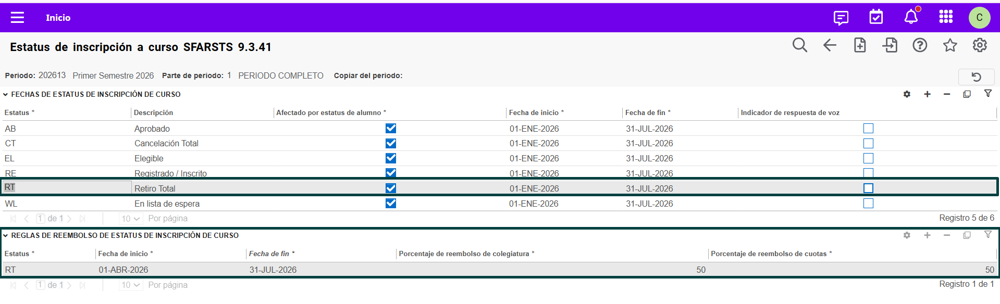 Inicio
C
Estatus de inscripción a curso SFARSTS 9.3.41
Periodo: 202613 Primer Semestre 2026 Parte de periodo: 1 PERIODO COMPLETO Copiar del periodo:
FECHAS DE ESTATUS DE INSCRIPCIÓN DE CURSO
Estatus * Descripción Afectado por estatus de alumno * Fecha de inicio * Fecha de fin * Indicador de respuesta de voz
AB Aprobado 01-ENE-2026 31-JUL-2026
CT Cancelación Total 01-ENE-2026 31-JUL-2026
EL Elegible 01-ENE-2026 31-JUL-2026
RE Registrado / Inscrito 01-ENE-2026 31-JUL-2026
RT Retiro Total 01-ENE-2026 31-JUL-2026
WL En lista de espera 01-ENE-2026 31-JUL-2026
1 de 1 10 Por página Registro 5 de 6
REGLAS DE REEMBOLSO DE ESTATUS DE INSCRIPCIÓN DE CURSO
Estatus * Fecha de inicio * Fecha de fin * Porcentaje de reembolso de colegiatura * Porcentaje de reembolso de cuotas *
RT 01-ABR-2026 31-JUL-2026 50 50
1 de 1 10 Por página Registro 1 de 1